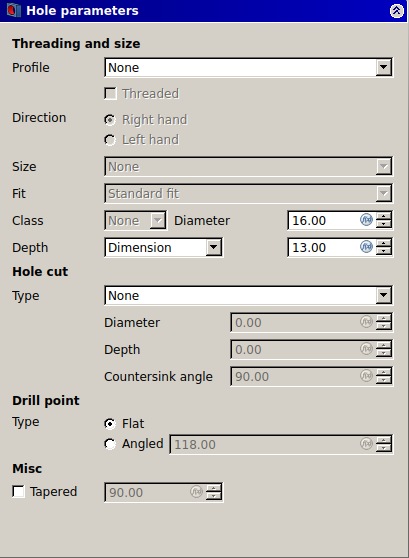 Hole parameters
Threading and size
Profile None
Threaded
Direction Right hand
Left hand
Size None
Fit Standard fit
Class None Diameter 16.00 f(x)
Depth Dimension 13.00 f(x)
Hole cut
Type None
Diameter 0.00 f(x)
Depth 0.00 f(x)
Countersink angle 90.00 f(x)
Drill point
Type Flat
Angled 118.00 f(x)
Misc
Tapered 90.00 f(x)